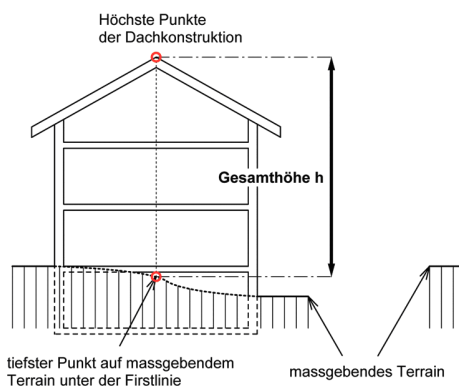 Höchste Punkte
der Dachkonstruktion
Gesamthöhe h
tiefster Punkt auf massgebendem
Terrain unter der Firstlinie
massgebendes Terrain